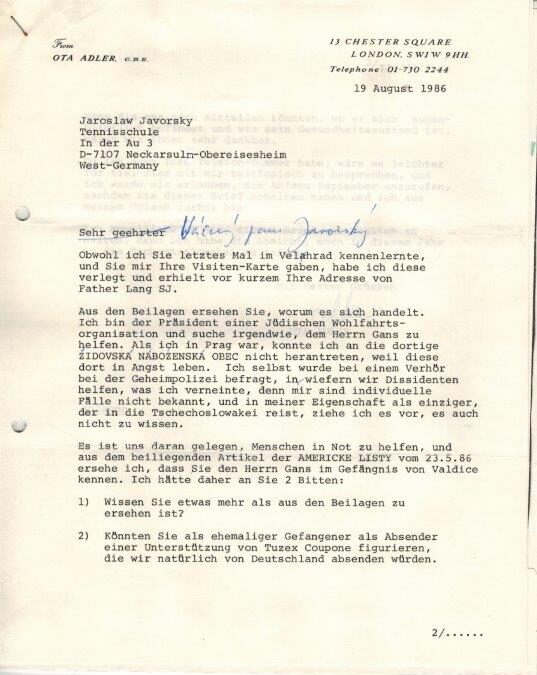 From
OTA ADLER, C.B.E.
13 CHESTER SQUARE
LONDON, SW1W 9HH
Telephone 01-730 2244
19 August 1986
Jaroslaw Javorsky
Tennisschule
In der Au 3
D-7107 Neckarsulm-Obereisesheim
West-Germany
Sehr geehrter Vážený pane Javorský
Obwohl ich Sie letztes Mal im Velehrad kennenlernte,
und Sie mir Ihre Visiten-Karte gaben, habe ich diese
verlegt und erhielt vor kurzem Ihre Adresse von
Father Lang SJ.
Aus den Beilagen ersehen Sie, worum es sich handelt.
Ich bin der Präsident einer Jüdischen Wohlfahrts-
organisation und suche irgendwie, dem Herrn Gans zu
helfen. Als ich in Prag war, konnte ich an die dortige
ŽIDOVSKÁ NÁBOŽENSKÁ OBEC nicht herantreten, weil diese
dort in Angst leben. Ich selbst wurde bei einem Verhör
bei der Geheimpolizei befragt, inwiefern wir Dissidenten
helfen, was ich verneinte, denn mir sind individuelle
Fälle nicht bekannt, und in meiner Eigenschaft als einziger,
der in die Tschechoslowakei reist, ziehe ich es vor, es auch
nicht zu wissen.
Es ist uns daran gelegen, Menschen in Not zu helfen, und
aus dem beiliegenden Artikel der AMERICKE LISTY vom 23.5.86
ersehe ich, dass Sie den Herrn Gans im Gefängnis von Valdice
kennen. Ich hätte daher an Sie 2 Bitten:
1) Wissen Sie etwas mehr als aus den Beilagen zu
ersehen ist?
2) Könnten Sie als ehemaliger Gefangener als Absender
einer Unterstützung von Tuzex Coupone figurieren,
die wir natürlich von Deutschland absenden würden.
2/......